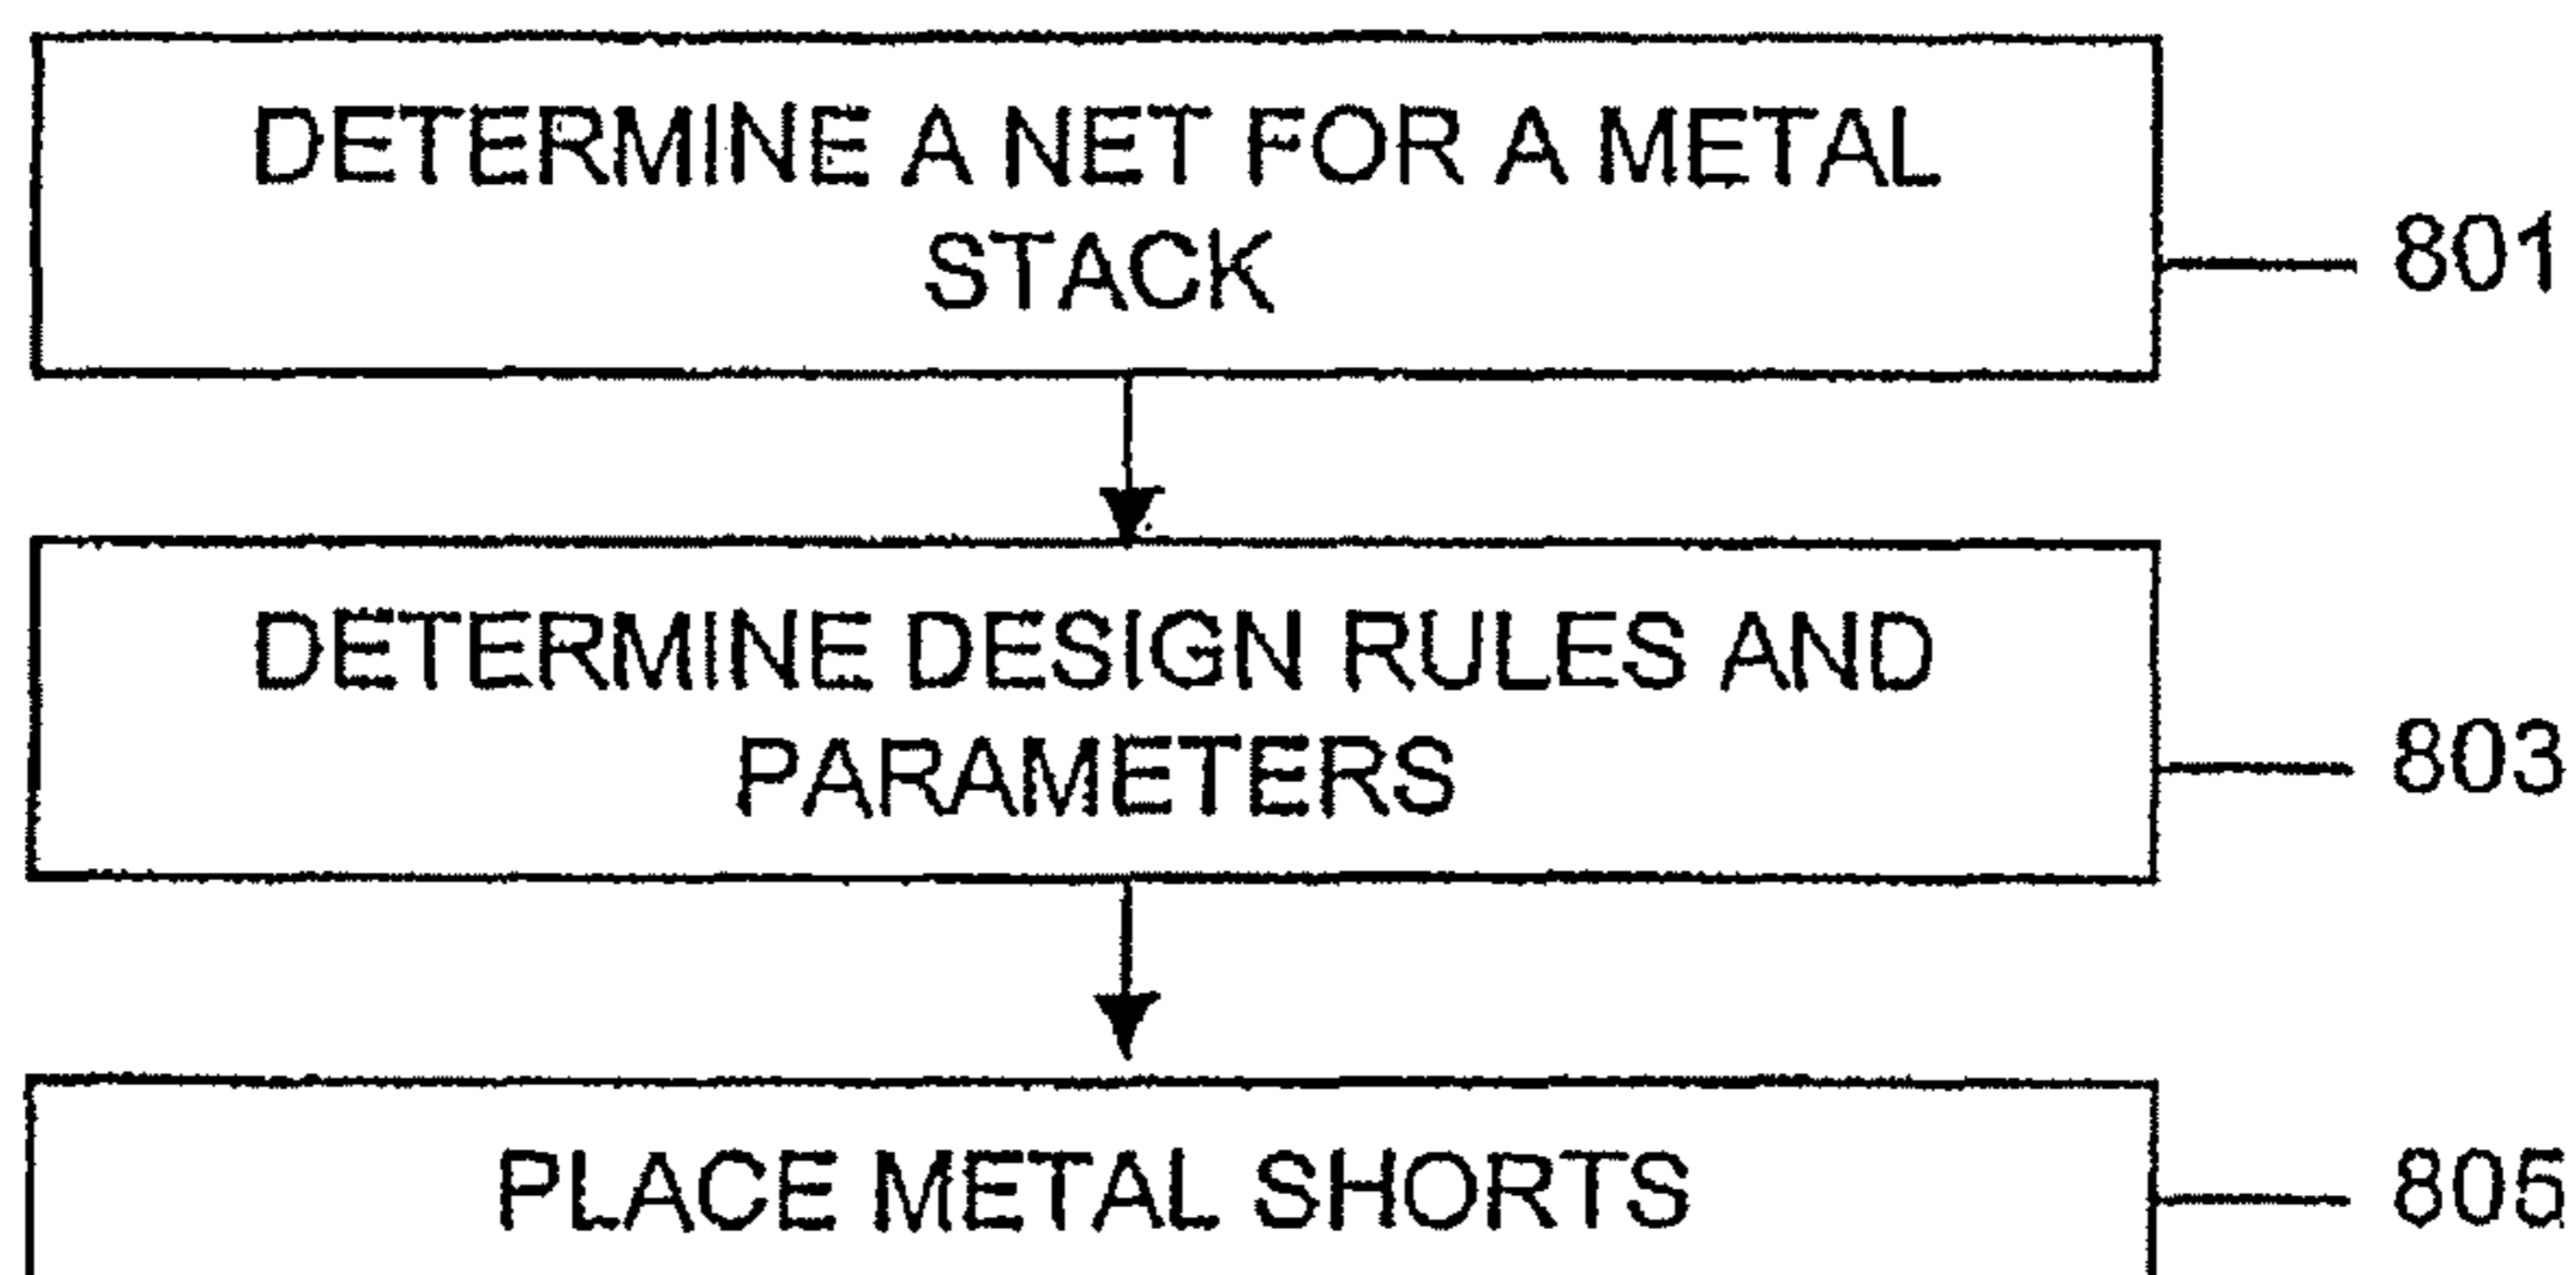 DETERMINE A NET FOR A METAL
STACK
801
DETERMINE DESIGN RULES AND
PARAMETERS
803
PLACE METAL SHORTS
805